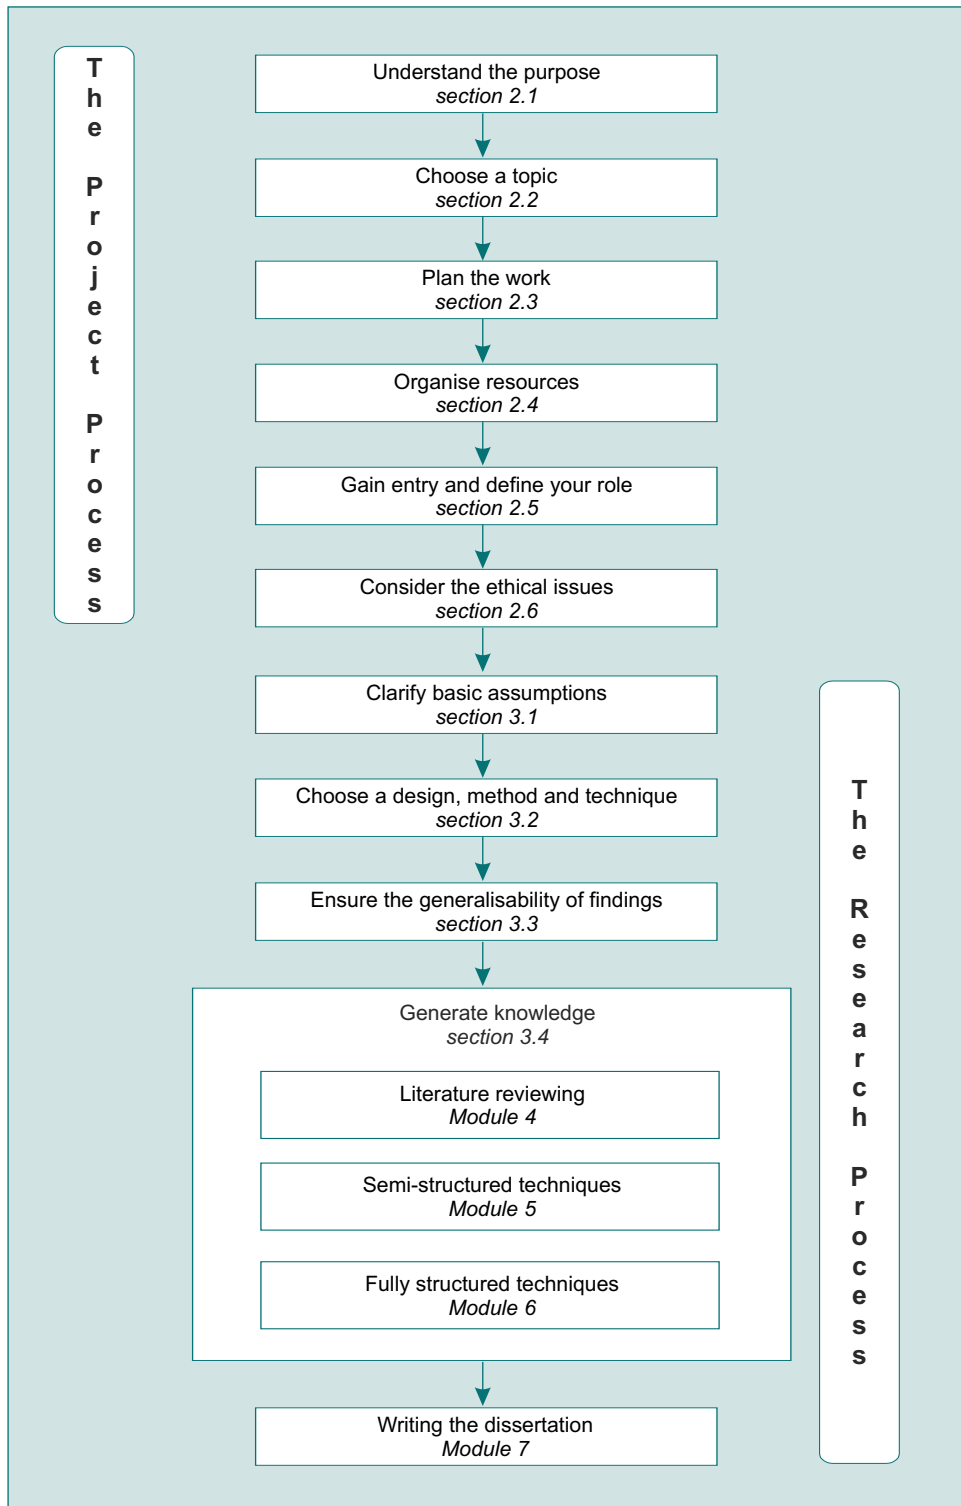 The Project Process
Understand the purpose
section 2.1
Choose a topic
section 2.2
Plan the work
section 2.3
Organise resources
section 2.4
Gain entry and define your role
section 2.5
Consider the ethical issues
section 2.6
Clarify basic assumptions
section 3.1
Choose a design, method and technique
section 3.2
Ensure the generalisability of findings
section 3.3
Generate knowledge
section 3.4
Literature reviewing
Module 4
Semi-structured techniques
Module 5
Fully structured techniques
Module 6
Writing the dissertation
Module 7
The Research Process